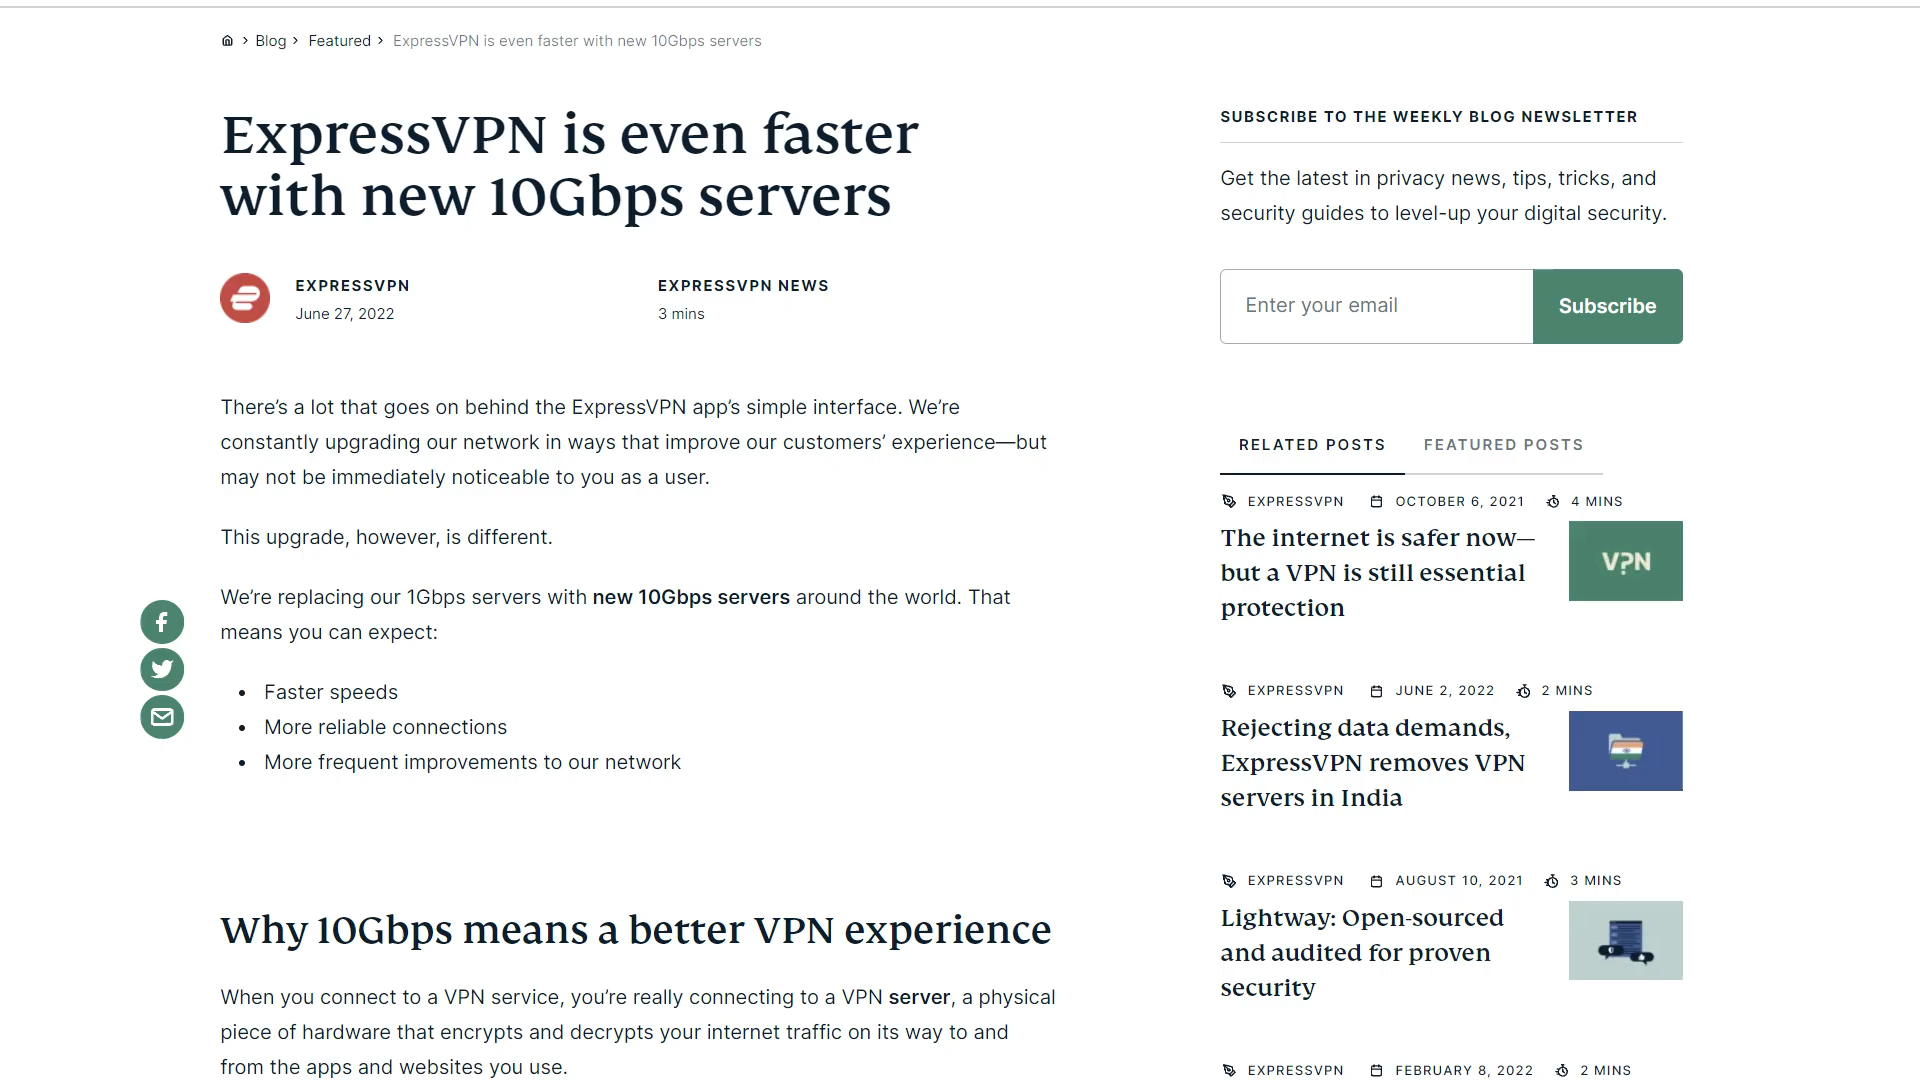 Blog > Featured > ExpressVPN is even faster with new 10Gbps servers
ExpressVPN is even faster
with new 10Gbps servers
EXPRESSVPN
June 27, 2022
EXPRESSVPN NEWS
3 mins
There’s a lot that goes on behind the ExpressVPN app’s simple interface. We’re
constantly upgrading our network in ways that improve our customers’ experience—but
may not be immediately noticeable to you as a user.
This upgrade, however, is different.
We’re replacing our 1Gbps servers with new 10Gbps servers around the world. That
means you can expect:
• Faster speeds
• More reliable connections
• More frequent improvements to our network
Why 10Gbps means a better VPN experience
When you connect to a VPN service, you’re really connecting to a VPN server, a physical
piece of hardware that encrypts and decrypts your internet traffic on its way to and
from the apps and websites you use.
SUBSCRIBE TO THE WEEKLY BLOG NEWSLETTER
Get the latest in privacy news, tips, tricks, and
security guides to level-up your digital security.
Enter your email
Subscribe
RELATED POSTS
FEATURED POSTS
EXPRESSVPN OCTOBER 6, 2021 4 MINS
The internet is safer now—
but a VPN is still essential
protection
V?N
EXPRESSVPN JUNE 2, 2022 2 MINS
Rejecting data demands,
ExpressVPN removes VPN
servers in India
EXPRESSVPN AUGUST 10, 2021 3 MINS
Lightway: Open-sourced
and audited for proven
security
EXPRESSVPN FEBRUARY 8, 2022 2 MINS